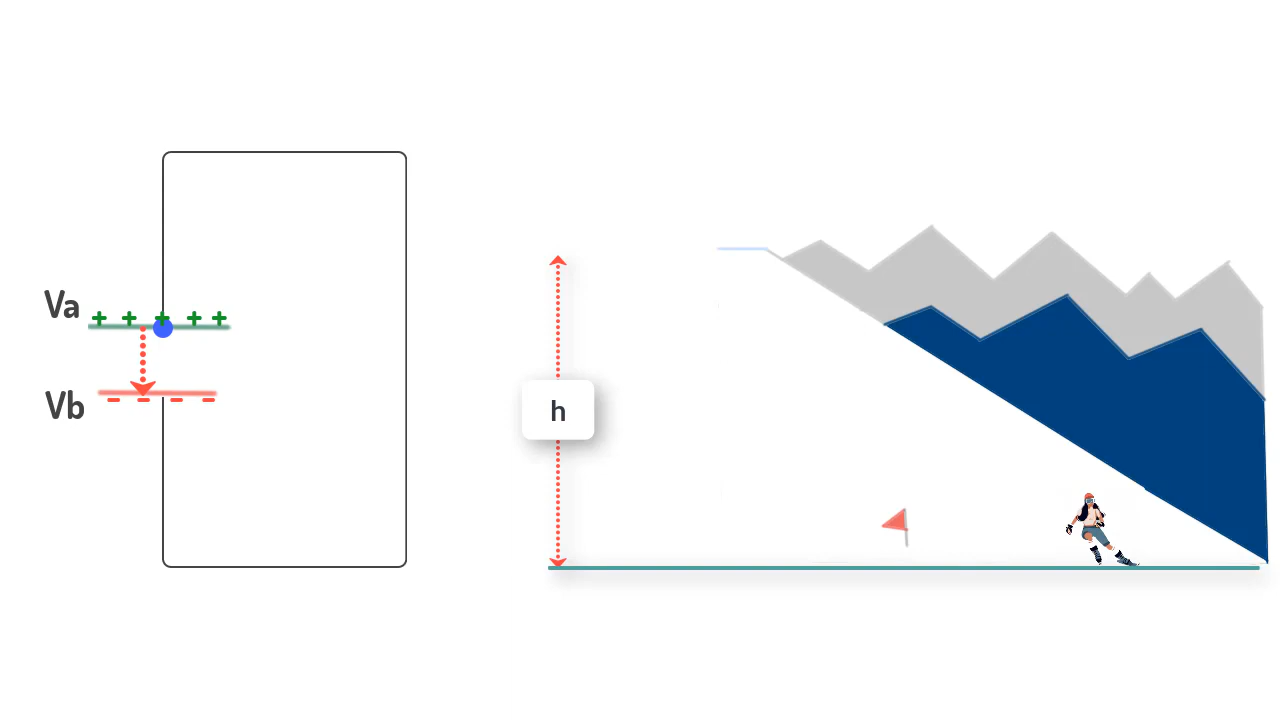 Va
+ + + + +
Vb
- - - -
h